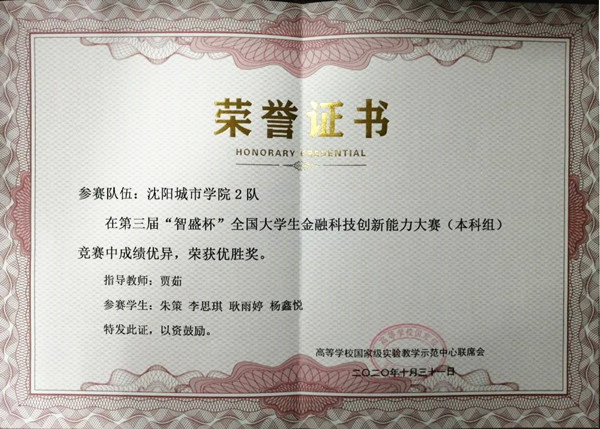 荣誉证书
HONORARY CREDENTIAL
参赛队伍：沈阳城市学院2队
在第三届“智盛杯”全国大学生金融科技创新能力大赛（本科组）
竞赛中成绩优异，荣获优胜奖。
指导教师：贾茹
参赛学生：朱策 李思琪 耿雨婷 杨鑫悦
特发此证，以资鼓励。
高等学校国家级实验教学示范中心联席会
二〇二〇年十月三十一日